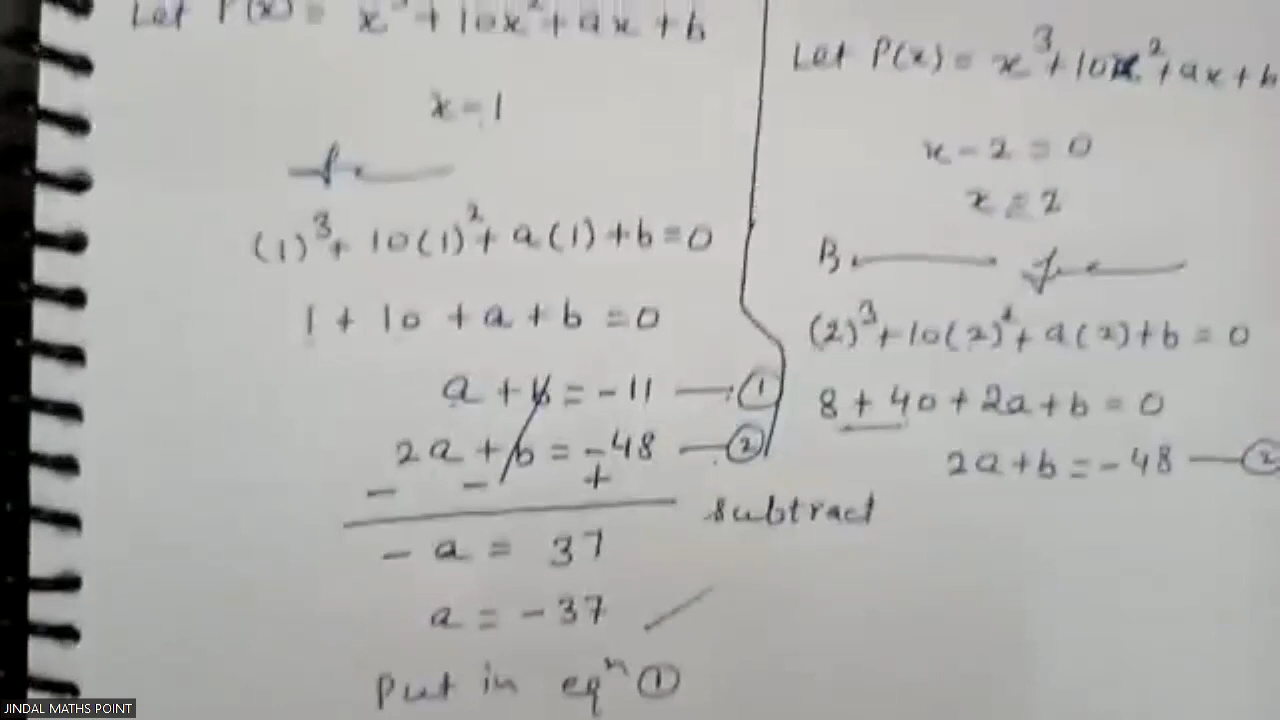 Let P(x) = x³ + 10x² + ax + b
x = 1
(1)³ + 10(1)² + a(1) + b = 0
1 + 10 + a + b = 0
a + b = -11 — ①
2a + b = -48 — ②
- - +
subtract
- a = 37
a = -37
Put in eqⁿ ①
Let P(x) = x³ + 10x² + ax + b
x - 2 = 0
x = 2
(2)³ + 10(2)² + a(2) + b = 0
8 + 40 + 2a + b = 0
2a + b = -48 — ②
JINDAL MATHS POINT